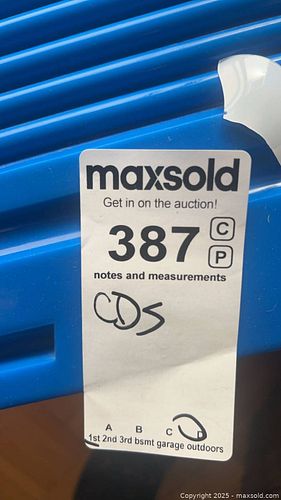 maxsold
Get in on the auction!
387 C
P
notes and measurements
CDS
A B C D
1st 2nd 3rd bsmt garage outdoors
Copyright 2025 - maxsold.com